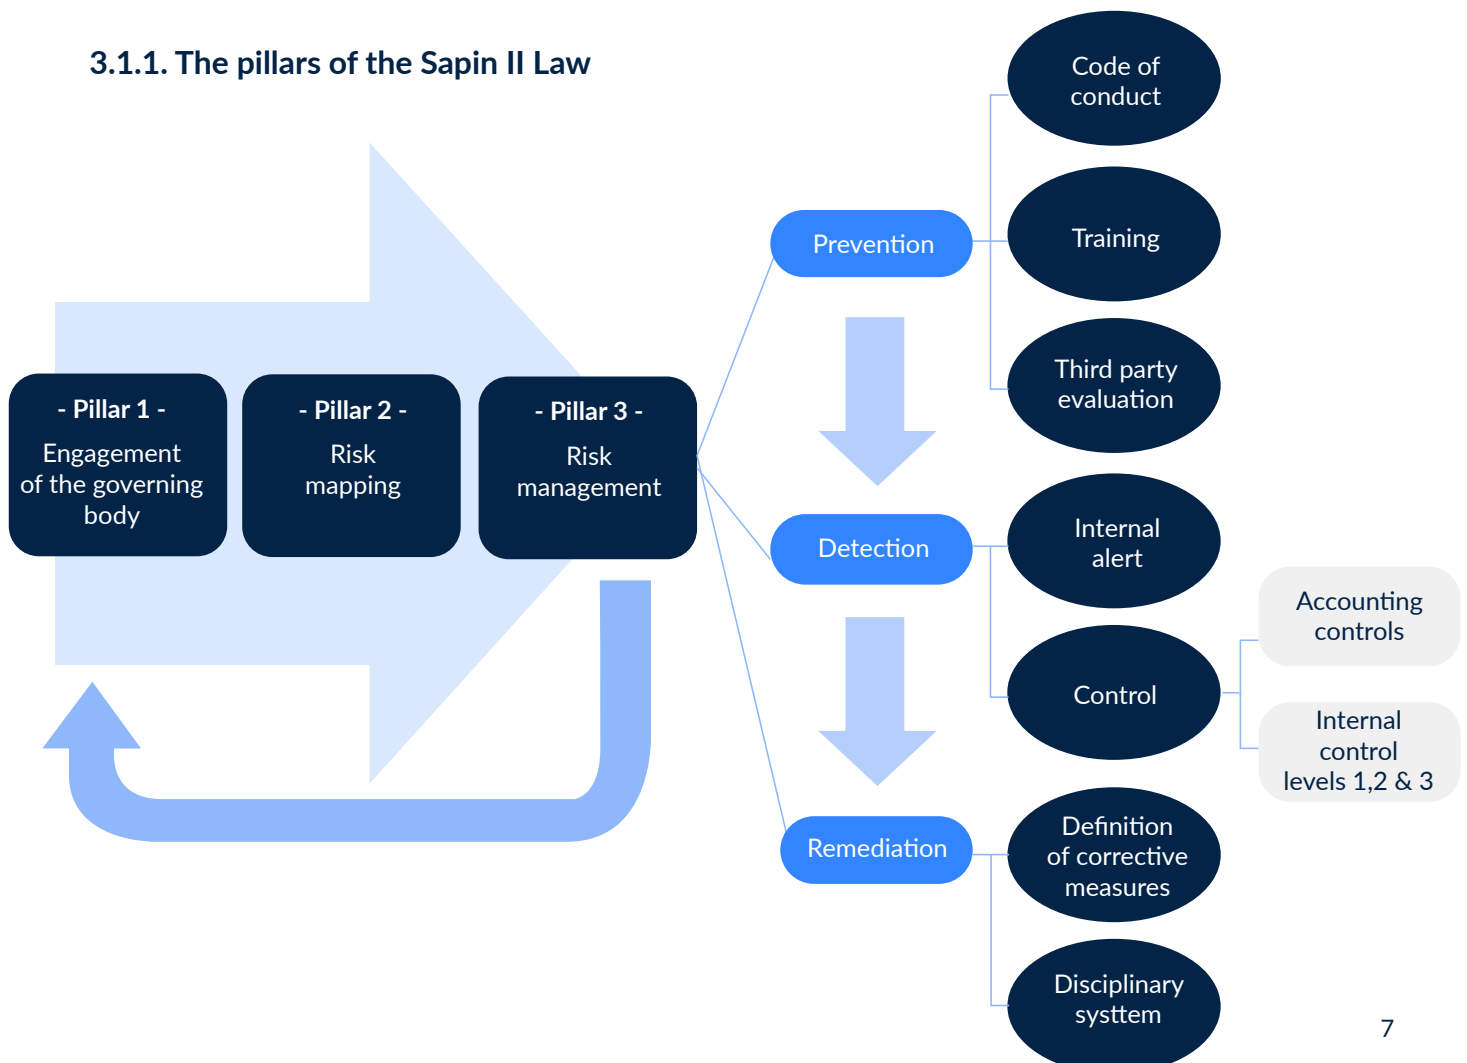 3.1.1. The pillars of the Sapin II Law
- Pillar 1 -
Engagement
of the governing
body
- Pillar 2 -
Risk
mapping
- Pillar 3 -
Risk
management
Prevention
Code of
conduct
Training
Third party
evaluation
Detection
Internal
alert
Control
Accounting
controls
Internal
control
levels 1,2 & 3
Remediation
Definition
of corrective
measures
Disciplinary
systtem
7